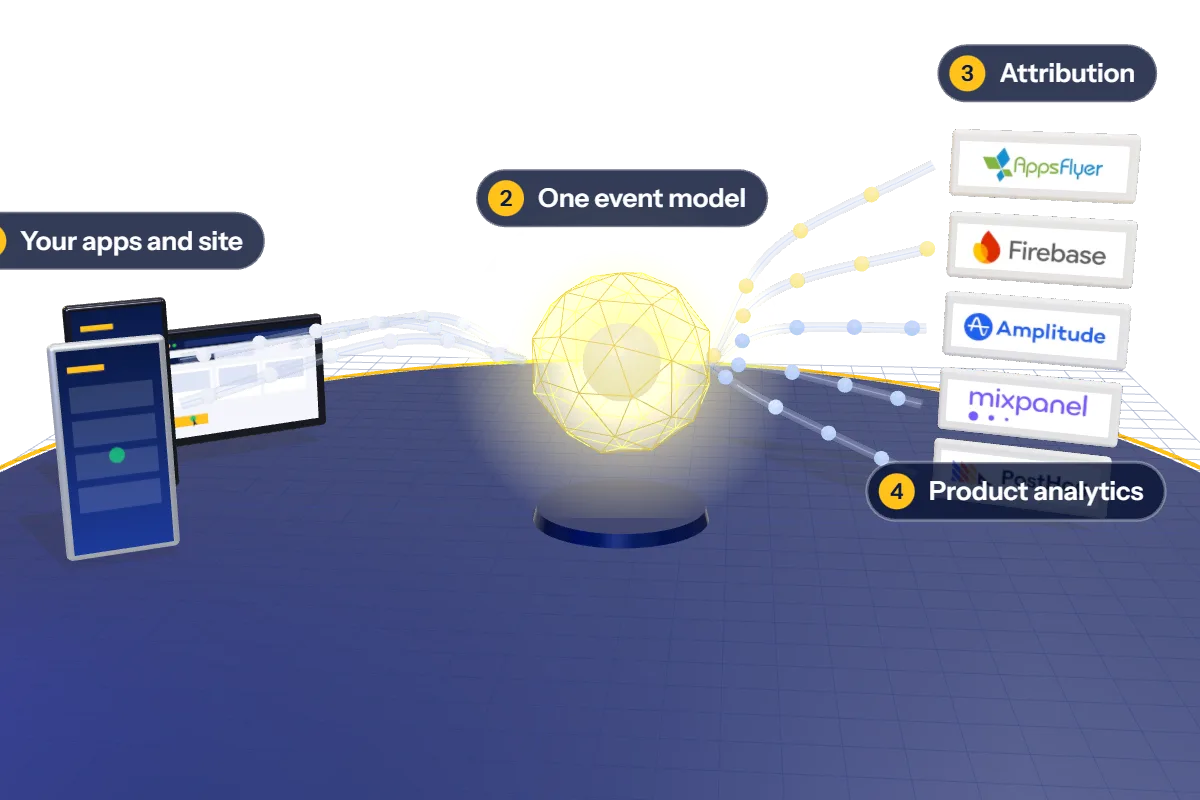 3 Attribution
AppsFlyer
2 One event model
Your apps and site
Firebase
Amplitude
mixpanel
4 Product analytics